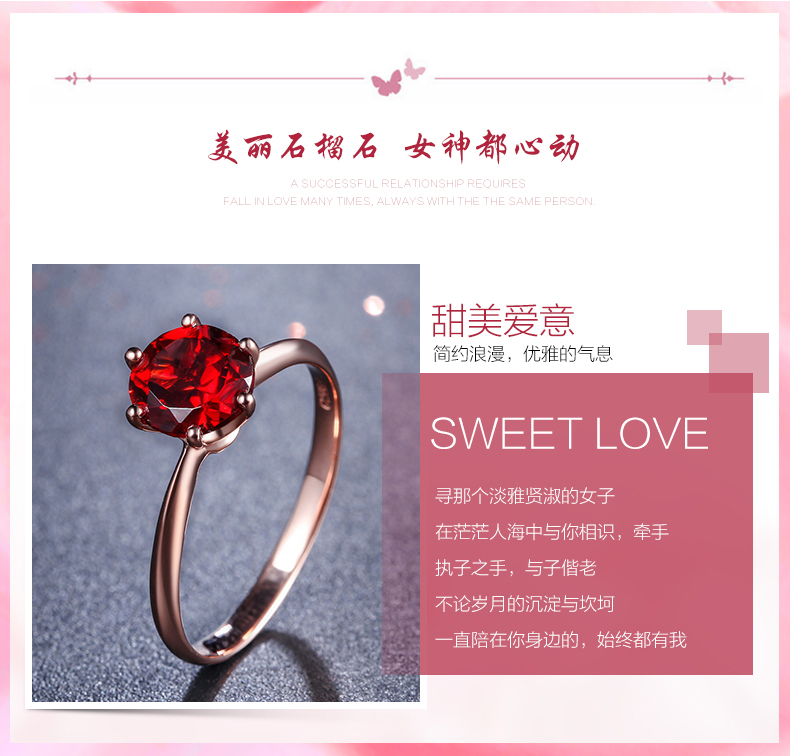 美丽石榴石 女神都心动
A SUCCESSFUL RELATIONSHIP REQUIRES
FALL IN LOVE MANY TIMES, ALWAYS WITH THE THE SAME PERSON.
甜美爱意
简约浪漫，优雅的气息
SWEET LOVE
寻那个淡雅贤淑的女子
在茫茫人海中与你相识，牵手
执子之手，与子偕老
不论岁月的沉淀与坎坷
一直陪在你身边的，始终都有我